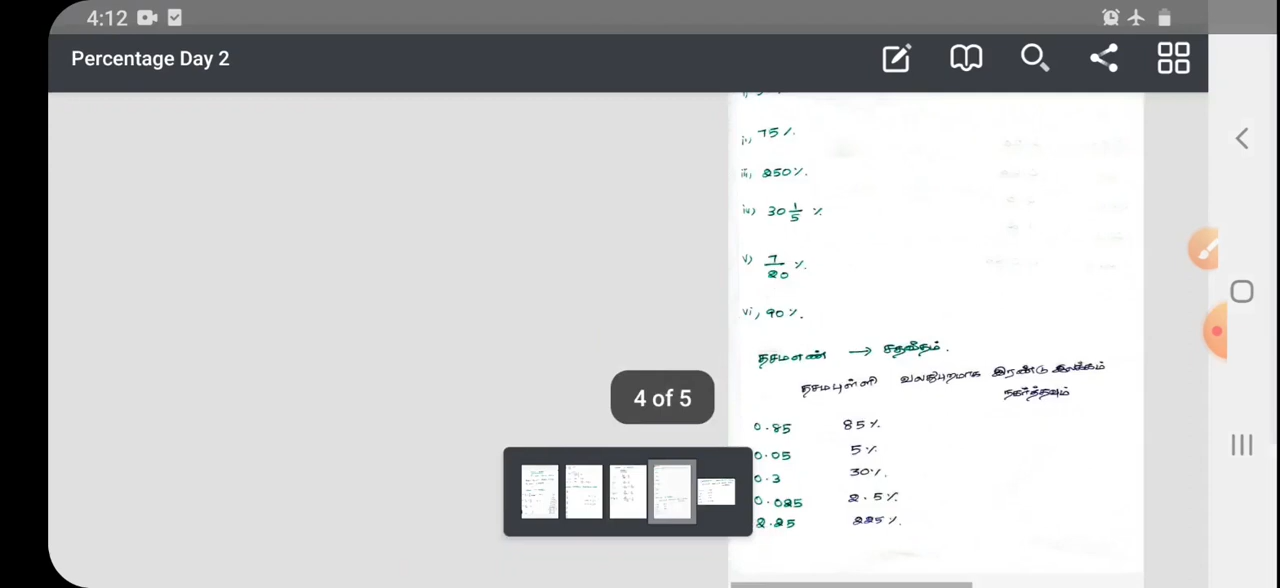 4:12
Percentage Day 2
ii, 75%.
iii, 250%.
iv) 30 1/5 %
v) 7/20 %.
vi, 90%.
தசமஎண் → சதவீதம்.
தசமபுள்ளி வலதுபுறமாக இரண்டு இலக்கம்
நகர்த்தவும்
0.85 85%.
0.05 5%.
0.3 30%.
0.025 2.5%.
2.25 225%.
4 of 5